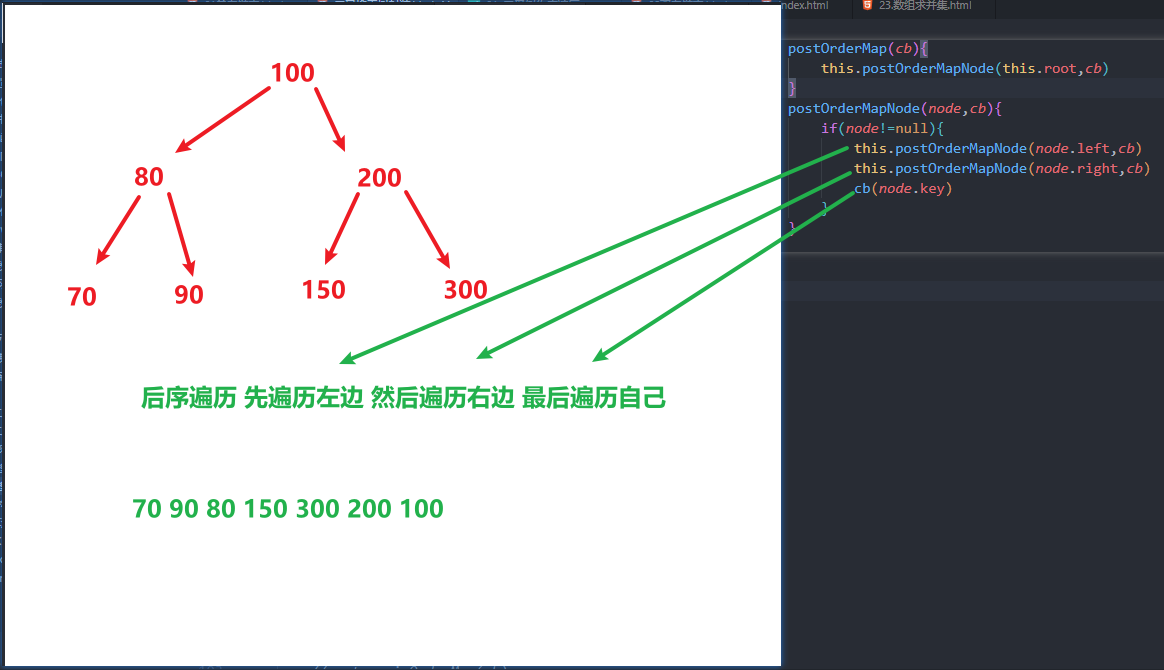 ndex.html
23.数组求并集.html
100
80
200
70
90
150
300
后序遍历 先遍历左边 然后遍历右边 最后遍历自己
70 90 80 150 300 200 100
postOrderMap(cb){
this.postOrderMapNode(this.root,cb)
}
postOrderMapNode(node,cb){
if(node!=null){
this.postOrderMapNode(node.left,cb)
this.postOrderMapNode(node.right,cb)
cb(node.key)
}
}